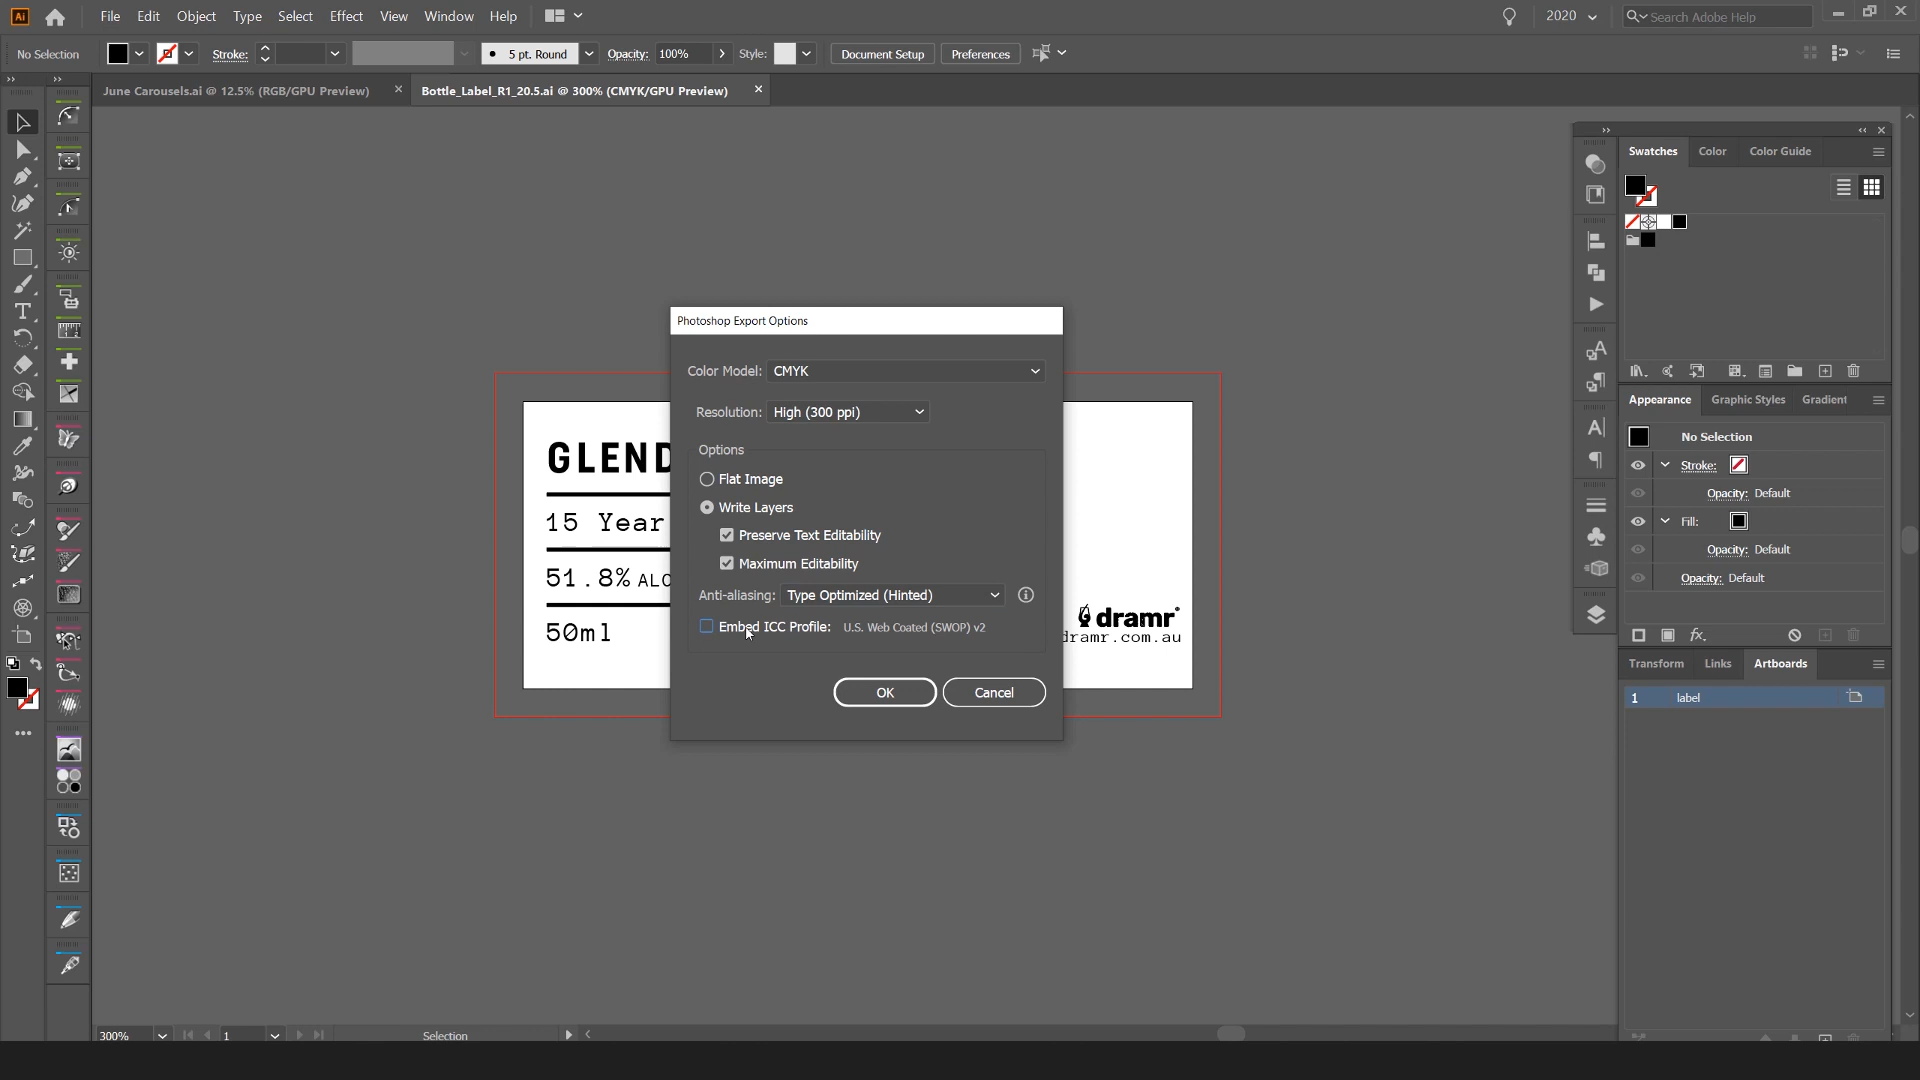 Ai File Edit Object Type Select Effect View Window Help 2020 Search Adobe Help
No Selection Stroke: 5 pt. Round Opacity: 100% Style: Document Setup Preferences
June Carousels.ai @ 12.5% (RGB/GPU Preview) Bottle_Label_R1_20.5.ai @ 300% (CMYK/GPU Preview)
Swatches Color Color Guide
Photoshop Export Options
Color Model: CMYK
Resolution: High (300 ppi)
Options
Flat Image
Write Layers
Preserve Text Editability
Maximum Editability
Anti-aliasing: Type Optimized (Hinted)
Embed ICC Profile: U.S. Web Coated (SWOP) v2
OK Cancel
GLEND
15 Year
51.8% ALC
50ml
dramr
dramr.com.au
Appearance Graphic Styles Gradient
No Selection
Stroke:
Opacity: Default
Fill:
Opacity: Default
Opacity: Default
fx
Transform Links Artboards
1 label
300% 1 Selection